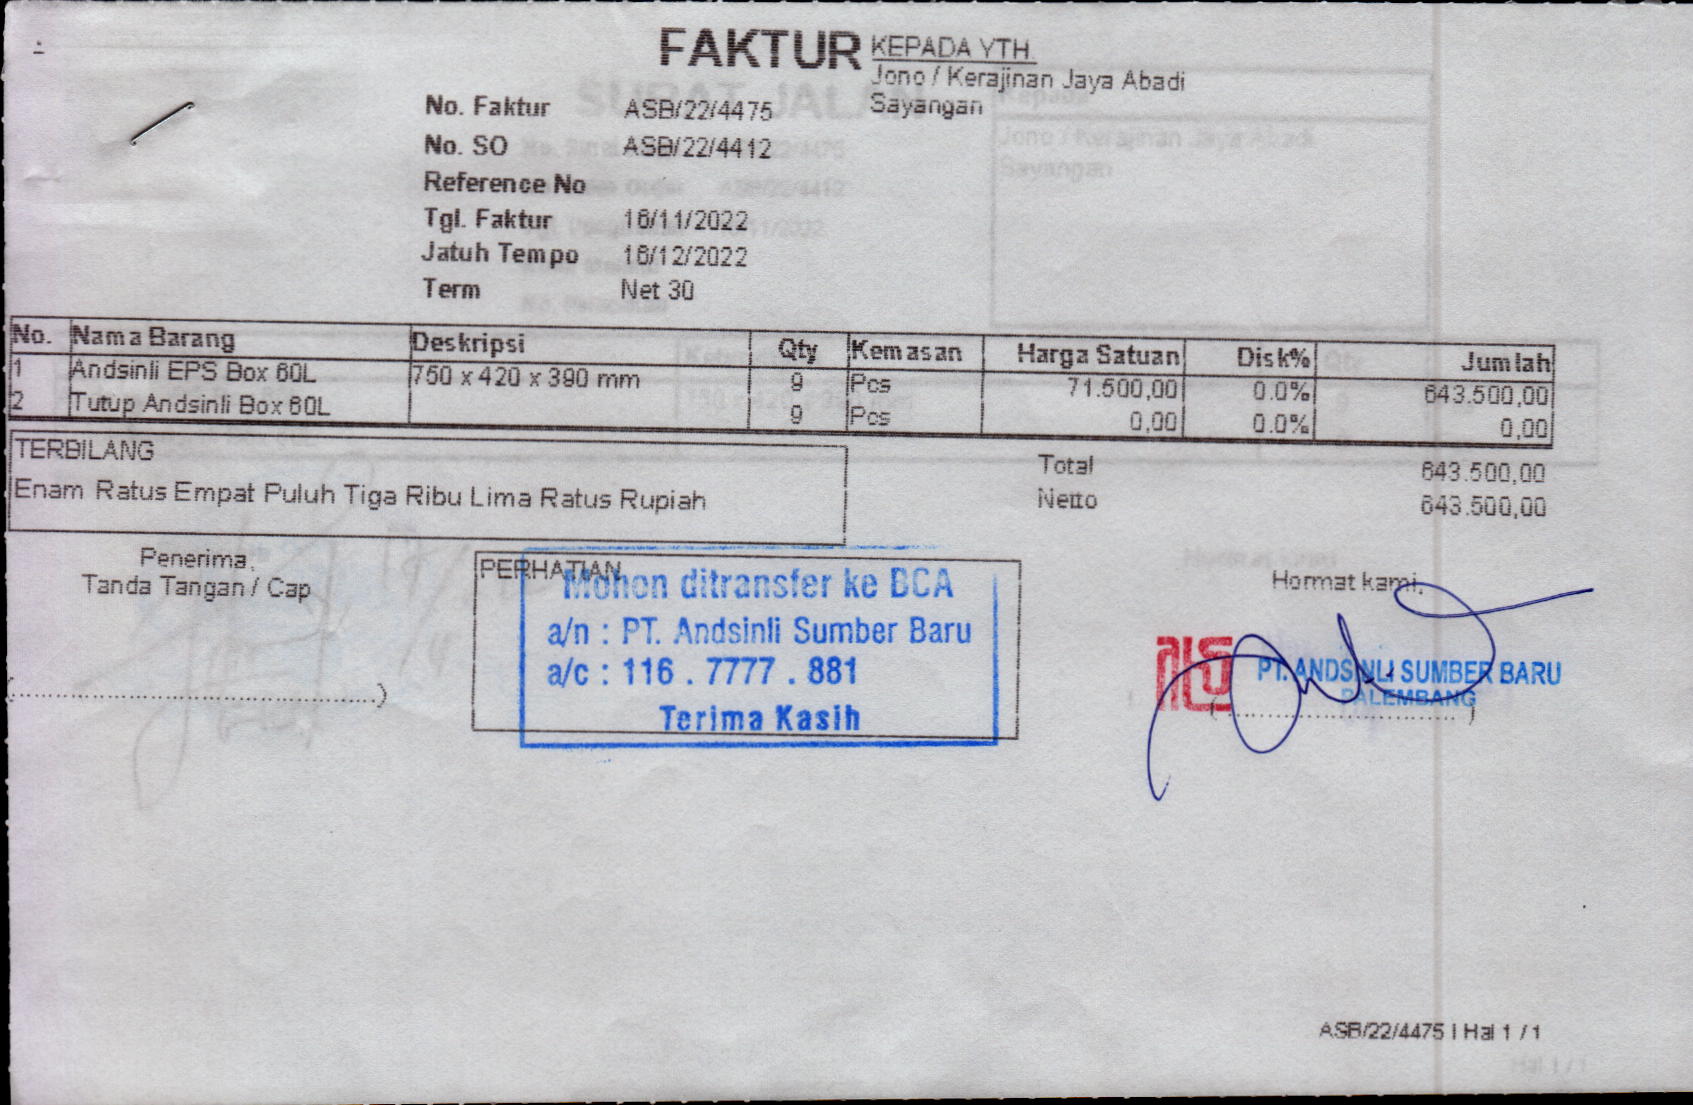 FAKTUR
KEPADA YTH.
Jono / Kerajinan Jaya Abadi
Sayangan
No. Faktur ASB/22/4475
No. SO ASB/22/4412
Reference No
Tgl. Faktur 16/11/2022
Jatuh Tempo 16/12/2022
Term Net 30
No. Nama Barang Deskripsi Qty Kemasan Harga Satuan Disk% Jumlah
1 Andsinli EPS Box 60L 750 x 420 x 390 mm 9 Pcs 71.500,00 0.0% 643.500,00
2 Tutup Andsinli Box 60L 9 Pcs 0,00 0.0% 0,00
TERBILANG
Enam Ratus Empat Puluh Tiga Ribu Lima Ratus Rupiah
Total 643.500,00
Netto 643.500,00
Penerima,
Tanda Tangan / Cap
(..........................................)
PERHATIAN
Mohon ditransfer ke BCA
a/n : PT. Andsinli Sumber Baru
a/c : 116 . 7777 . 881
Terima Kasih
Hormat kami,
PT. ANDSINLI SUMBER BARU
PALEMBANG
(..........................................)
ASB/22/4475 | Hal 1 / 1